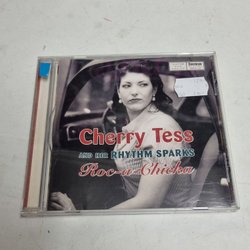 Cherry Tess
AND HER RHYTHM SPARKS
Roc-a-Chicka